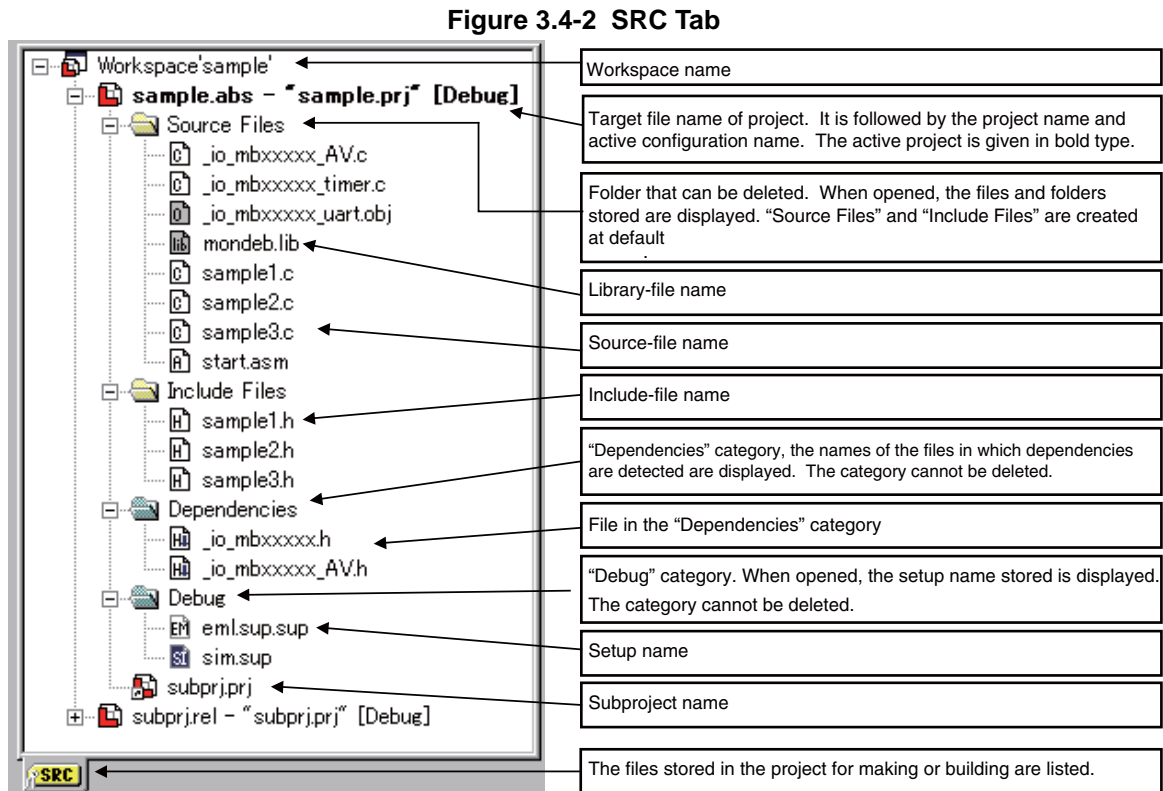 Figure 3.4-2 SRC Tab
Workspace'sample'
sample.abs - "sample.prj" [Debug]
Source Files
_io_mbxxxxx_AV.c
_io_mbxxxxx_timer.c
_io_mbxxxxx_uart.obj
mondeb.lib
sample1.c
sample2.c
sample3.c
start.asm
Include Files
sample1.h
sample2.h
sample3.h
Dependencies
_io_mbxxxxx.h
_io_mbxxxxx_AV.h
Debug
eml.sup.sup
sim.sup
subprj.prj
subprj.rel - "subprj.prj" [Debug]
SRC
Workspace name
Target file name of project. It is followed by the project name and
active configuration name. The active project is given in bold type.
Folder that can be deleted. When opened, the files and folders
stored are displayed. “Source Files” and “Include Files” are created
at default
.
Library-file name
Source-file name
Include-file name
“Dependencies” category, the names of the files in which dependencies
are detected are displayed. The category cannot be deleted.
File in the “Dependencies” category
“Debug” category. When opened, the setup name stored is displayed.
The category cannot be deleted.
Setup name
Subproject name
The files stored in the project for making or building are listed.